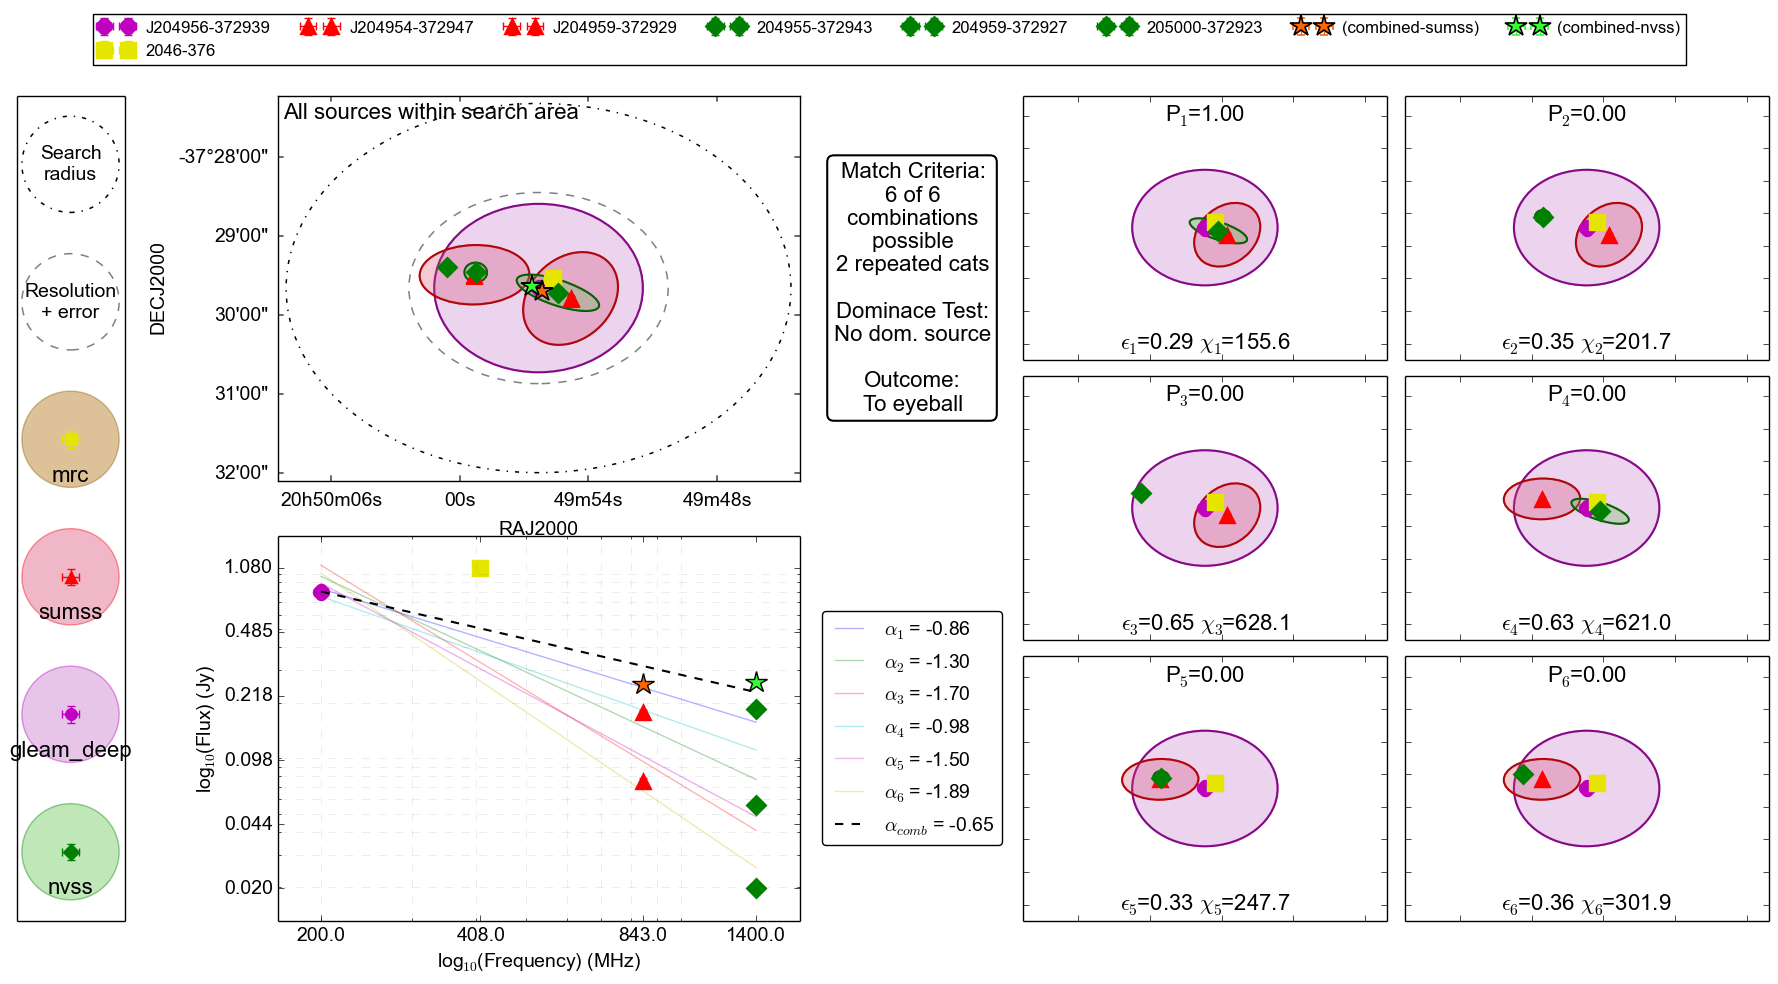 J204956-372939 J204954-372947 J204959-372929 204955-372943 204959-372927 205000-372923 (combined-sumss) (combined-nvss)
2046-376
Search
radius
Resolution
+ error
mrc
sumss
gleam_deep
nvss
All sources within search area
DECJ2000
-37°28'00"
29'00"
30'00"
31'00"
32'00"
20h50m06s 00s 49m54s 49m48s
RAJ2000
Match Criteria:
6 of 6
combinations
possible
2 repeated cats
Dominace Test:
No dom. source
Outcome:
To eyeball
log10(Flux) (Jy)
1.080
0.485
0.218
0.098
0.044
0.020
200.0 408.0 843.0 1400.0
log10(Frequency) (MHz)
α1 = -0.86
α2 = -1.30
α3 = -1.70
α4 = -0.98
α5 = -1.50
α6 = -1.89
αcomb = -0.65
P1=1.00
ϵ1=0.29 χ1=155.6
P2=0.00
ϵ2=0.35 χ2=201.7
P3=0.00
ϵ3=0.65 χ3=628.1
P4=0.00
ϵ4=0.63 χ4=621.0
P5=0.00
ϵ5=0.33 χ5=247.7
P6=0.00
ϵ6=0.36 χ6=301.9